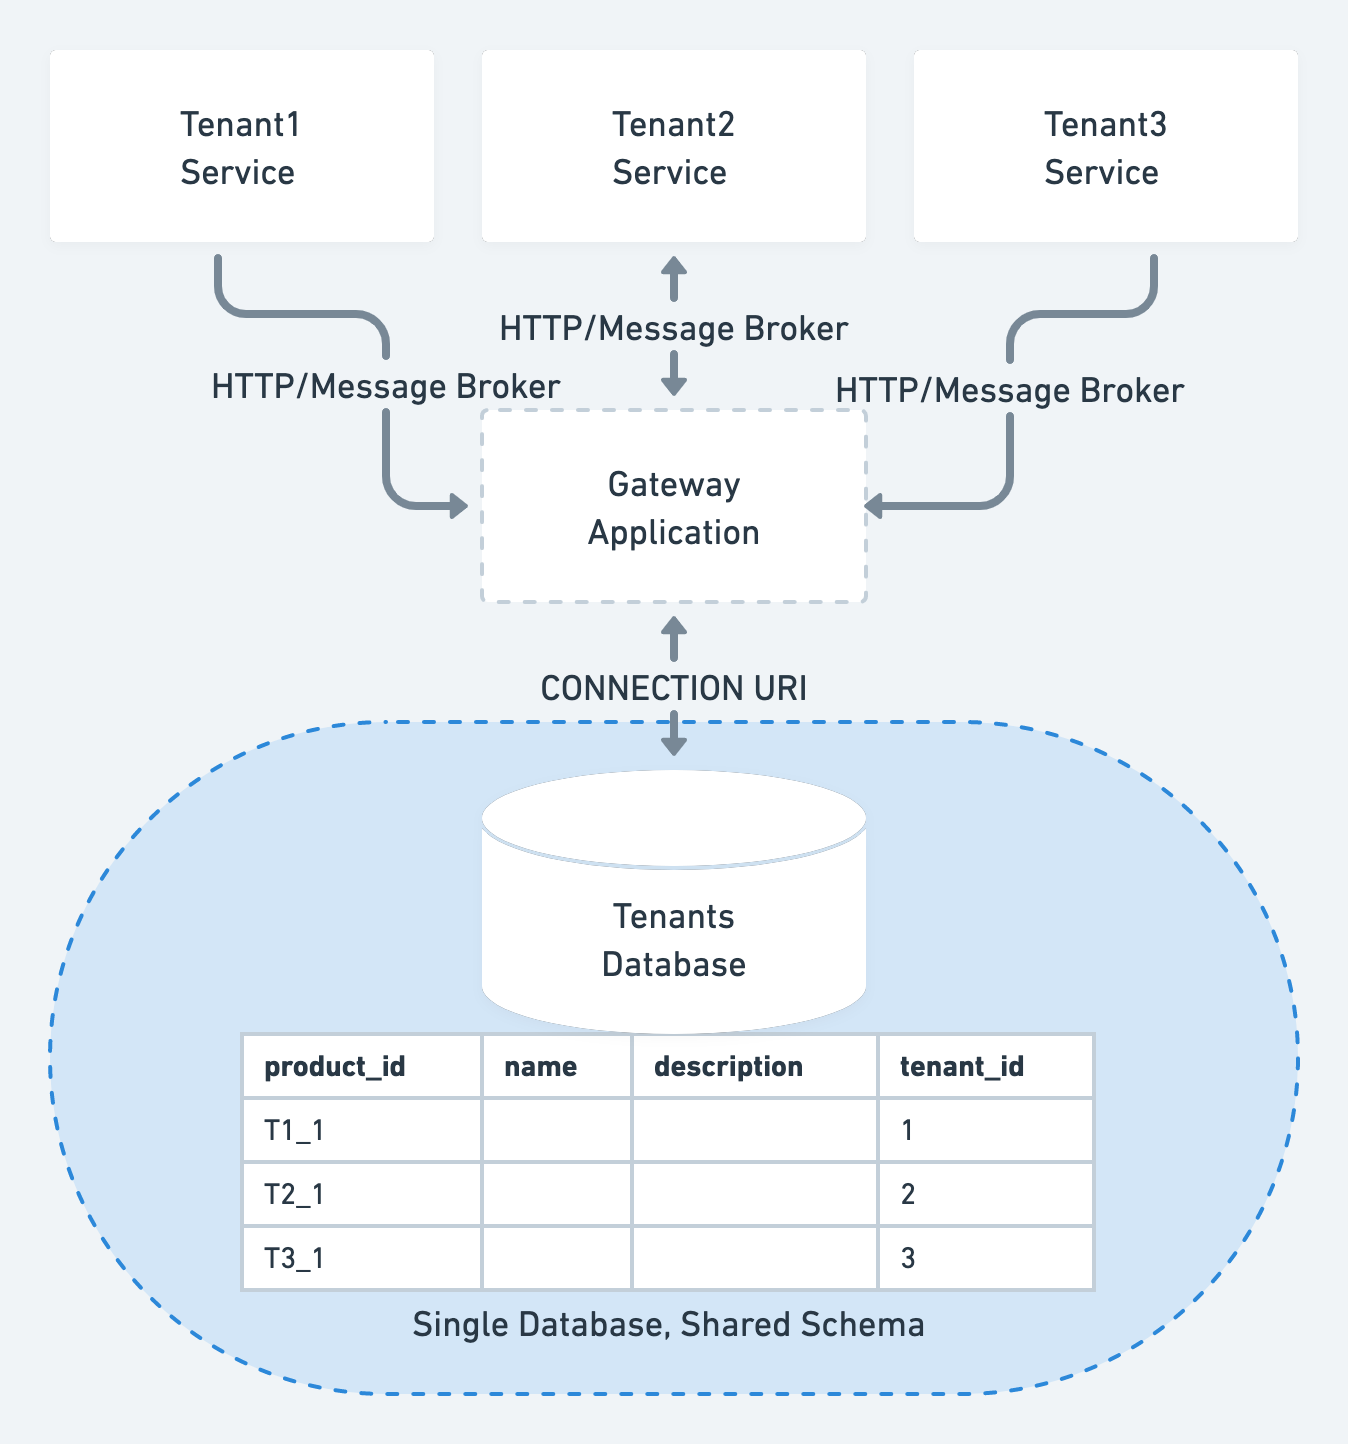 Tenant1
Service
Tenant2
Service
Tenant3
Service
HTTP/Message Broker
HTTP/Message Broker
HTTP/Message Broker
Gateway
Application
CONNECTION URI
Tenants
Database
product_id name description tenant_id
T1_1 1
T2_1 2
T3_1 3
Single Database, Shared Schema